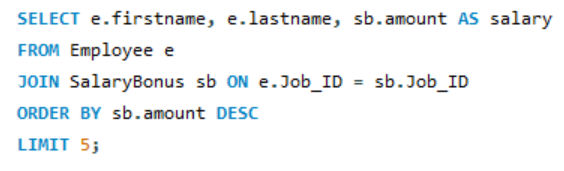 SELECT e.firstname, e.lastname, sb.amount AS salary
FROM Employee e
JOIN SalaryBonus sb ON e.Job_ID = sb.Job_ID
ORDER BY sb.amount DESC
LIMIT 5;